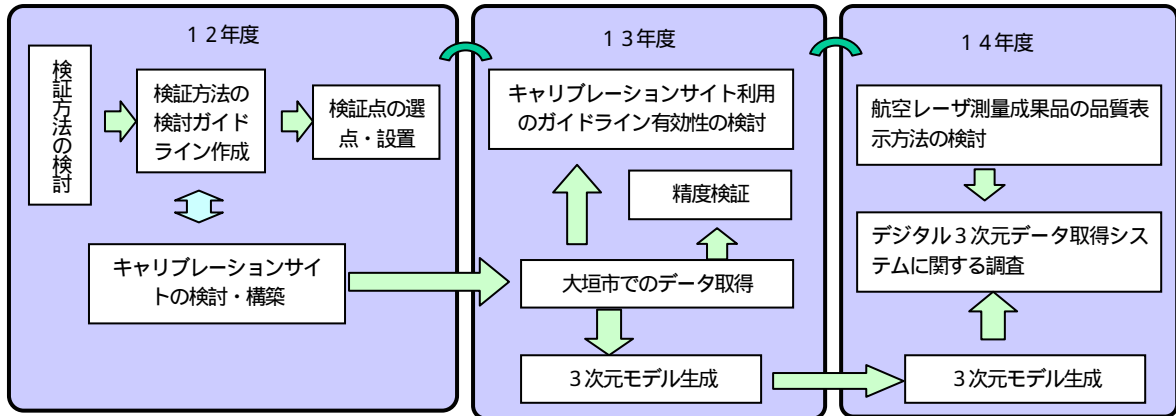 １２年度
検証方法の検討
検証方法の
検討ガイド
ライン作成
検証点の選
点・設置
キャリブレーションサイ
トの検討・構築
１３年度
キャリブレーションサイト利用
のガイドライン有効性の検討
精度検証
大垣市でのデータ取得
３次元モデル生成
１４年度
航空レーザ測量成果品の品質表
示方法の検討
デジタル３次元データ取得シス
テムに関する調査
３次元モデル生成